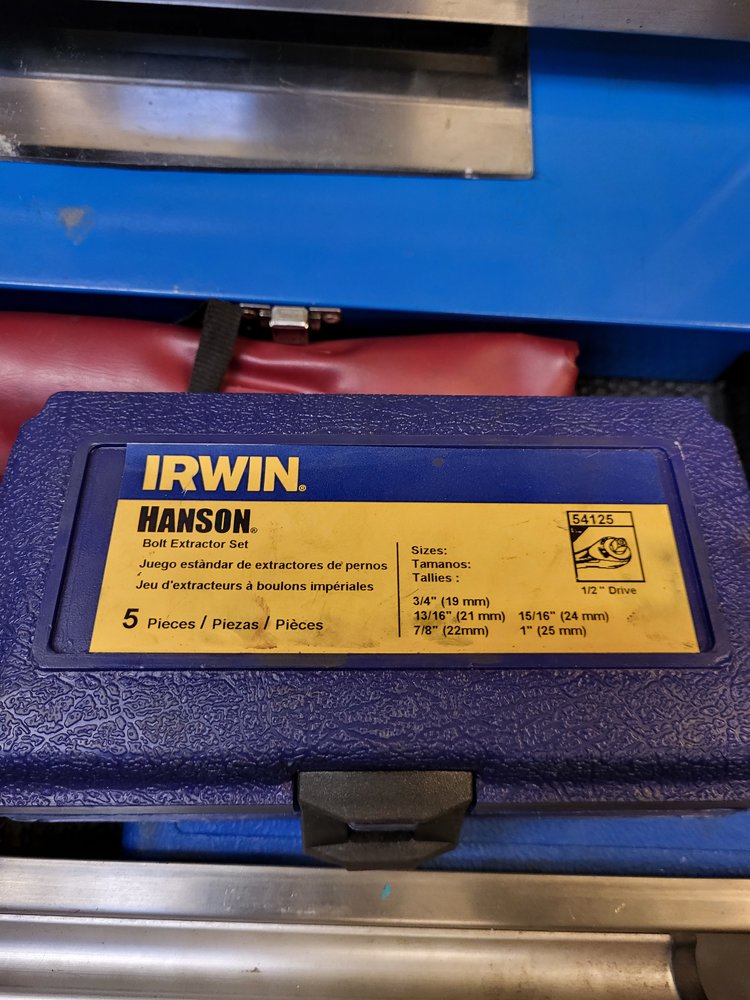 IRWIN®
HANSON®
Bolt Extractor Set
Juego estàndar de extractores de pernos
Jeu d'extracteurs à boulons impériales
5 Pieces / Piezas / Pièces
Sizes:
Tamanos:
Tallies :
3/4" (19 mm)
13/16" (21 mm) 15/16" (24 mm)
7/8" (22mm) 1" (25 mm)
54125
1/2" Drive